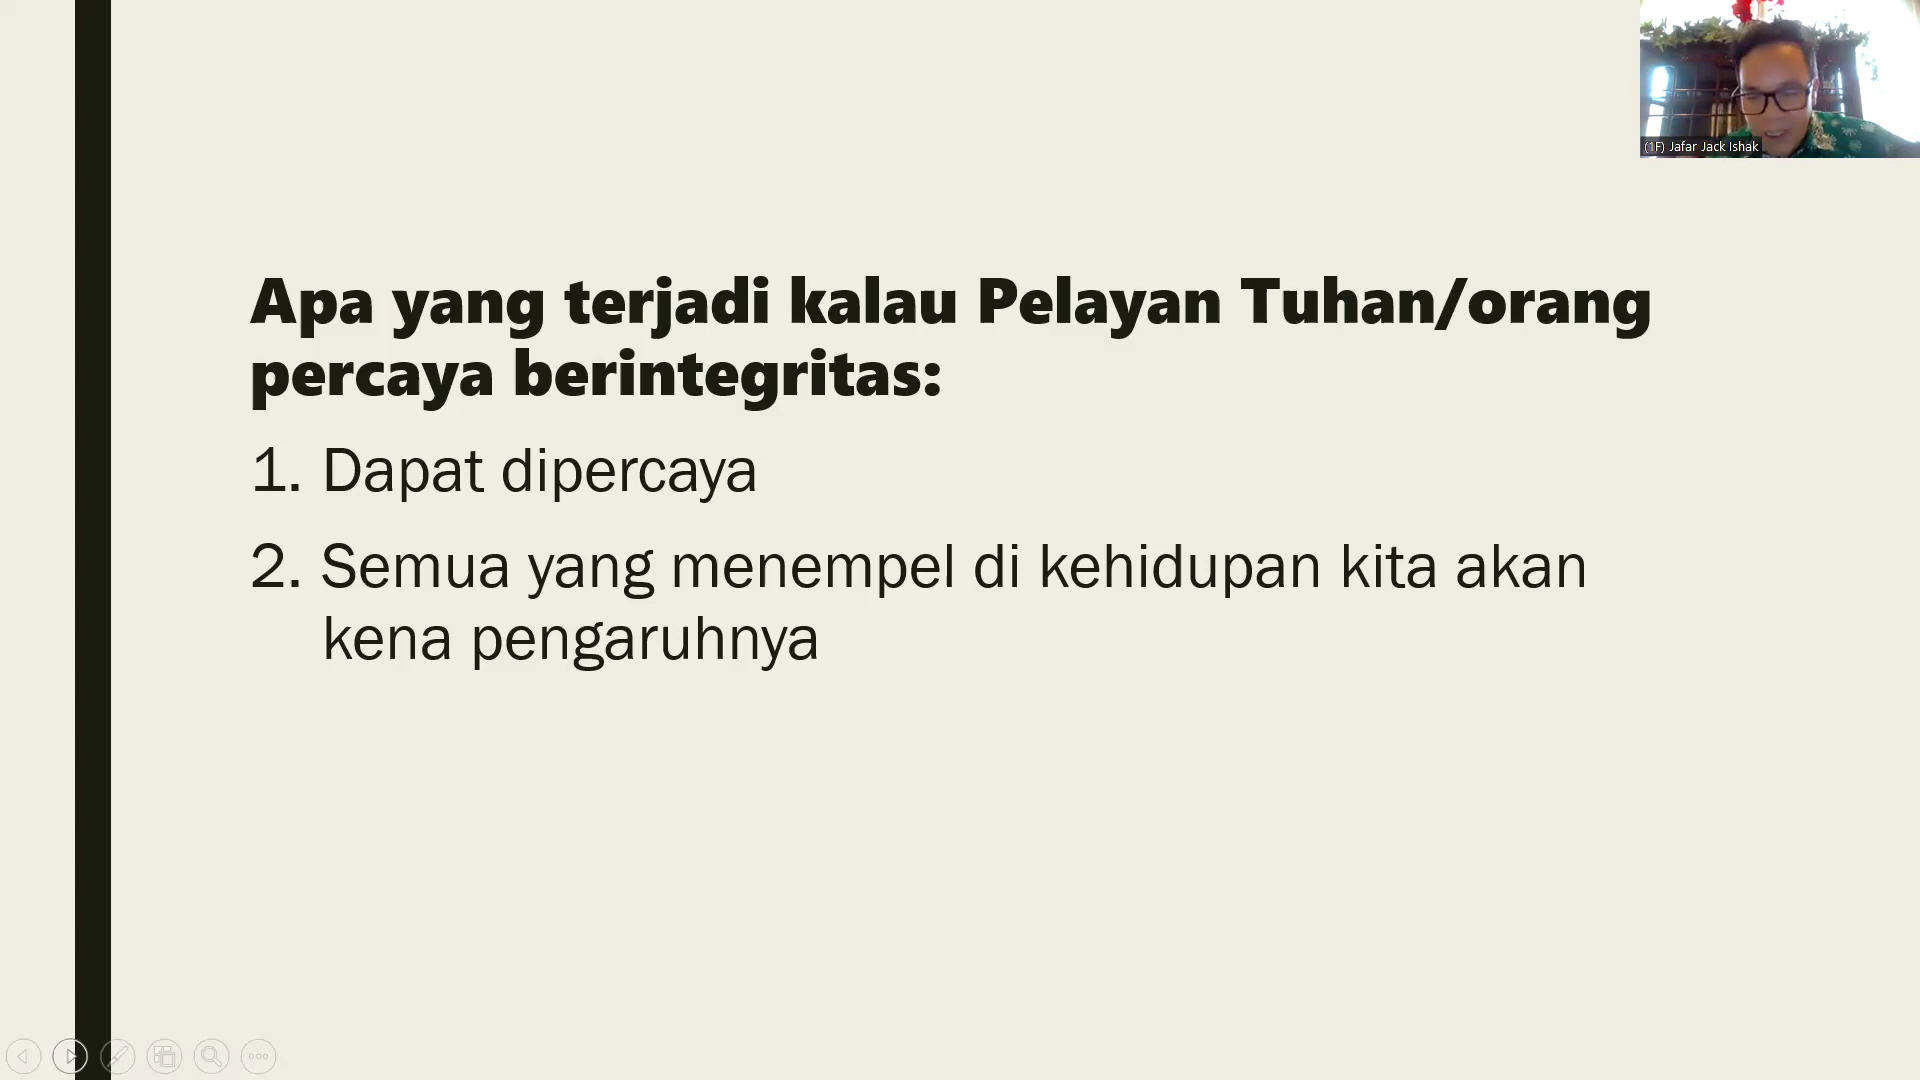 (1F) Jafar Jack Ishak
Apa yang terjadi kalau Pelayan Tuhan/orang
percaya berintegritas:
1. Dapat dipercaya
2. Semua yang menempel di kehidupan kita akan
kena pengaruhnya